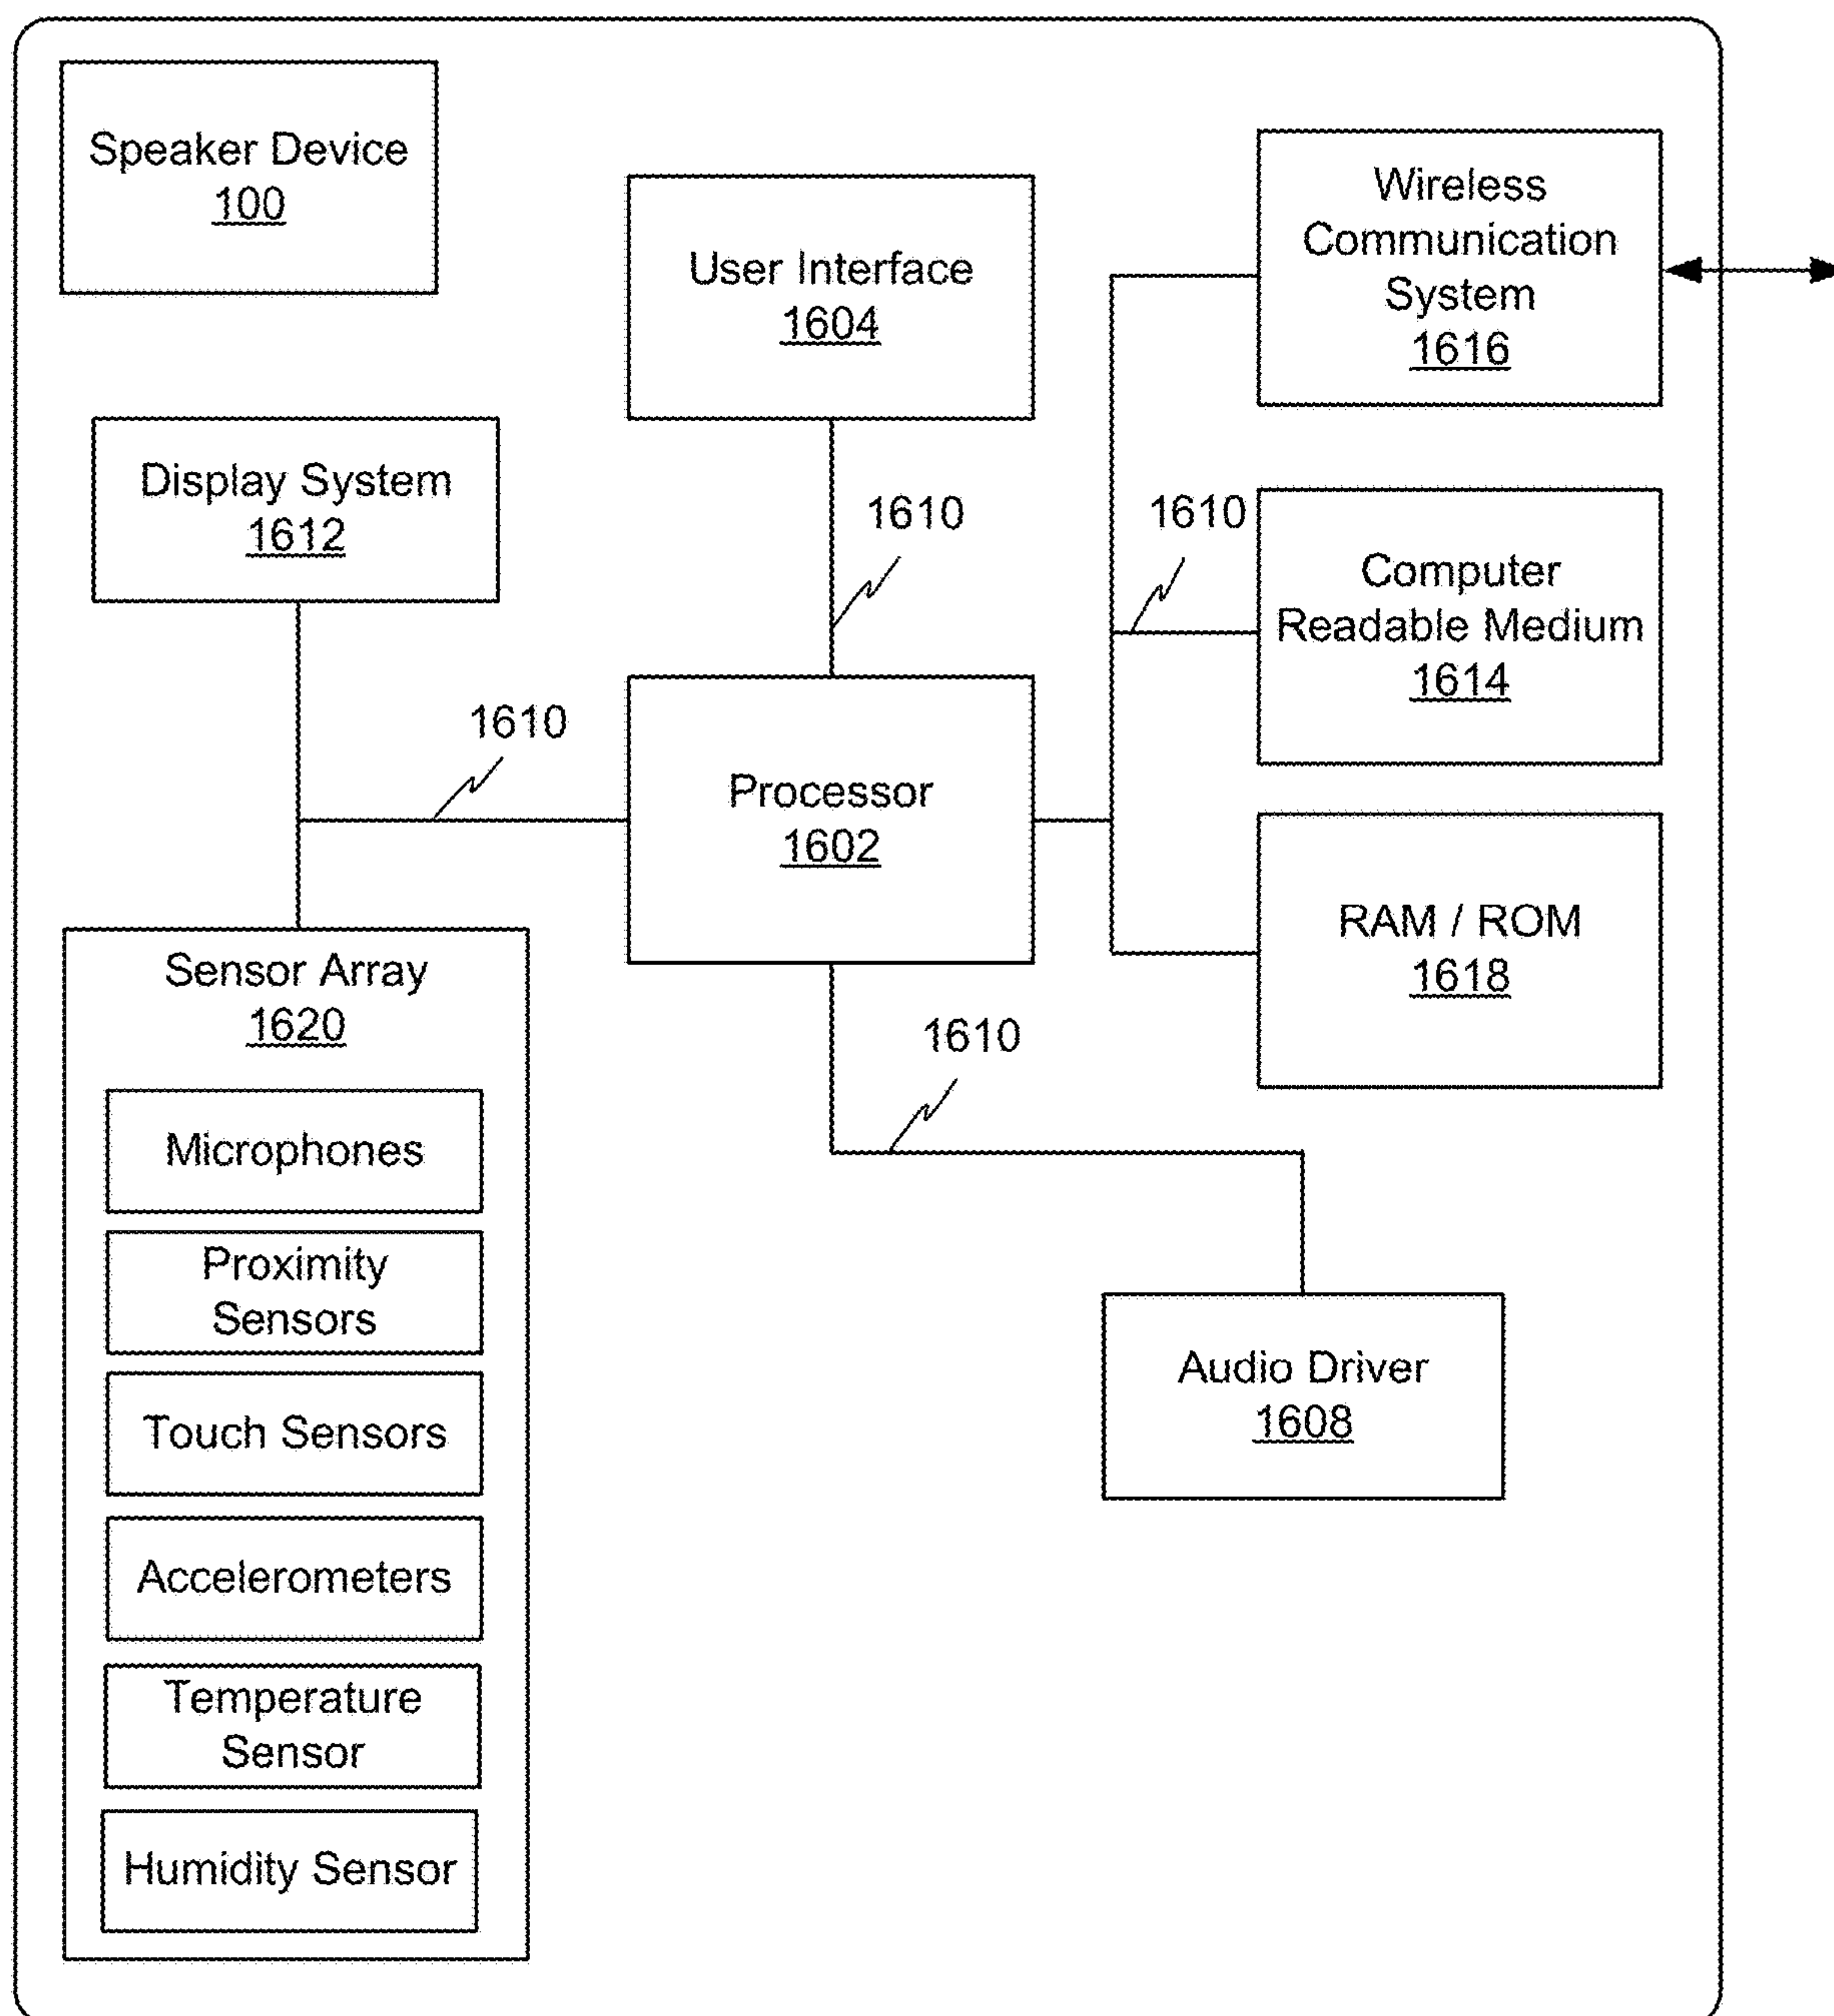 Speaker Device
100
User Interface
1604
Wireless
Communication
System
1616
Display System
1612
1610
1610
Computer
Readable Medium
1614
1610
Processor
1602
RAM / ROM
1618
Sensor Array
1620
1610
Microphones
Proximity
Sensors
Touch Sensors
Accelerometers
Temperature
Sensor
Humidity Sensor
Audio Driver
1608